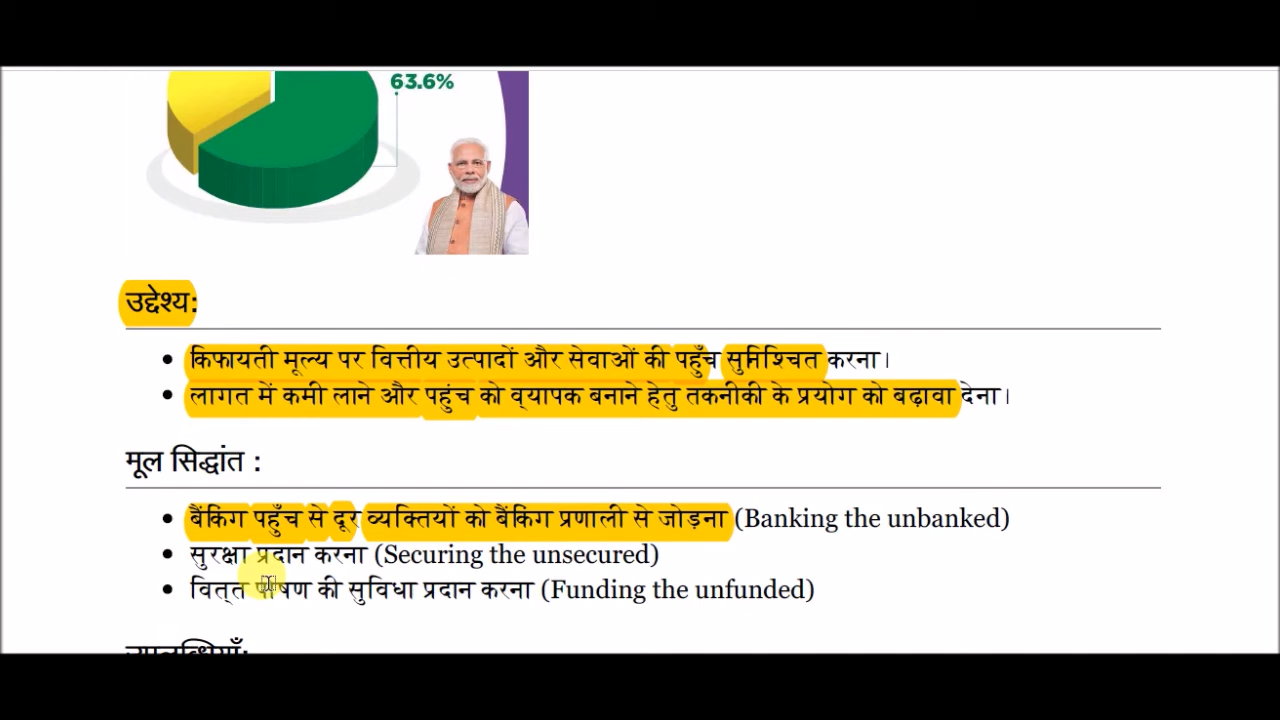 63.6%
उद्देश्य:
किफायती मूल्य पर वित्तीय उत्पादों और सेवाओं की पहुँच सुनिश्चित करना।
लागत में कमी लाने और पहुंच को व्यापक बनाने हेतु तकनीकी के प्रयोग को बढ़ावा देना।
मूल सिद्धांत :
बैंकिंग पहुँच से दूर व्यक्तियों को बैंकिंग प्रणाली से जोड़ना (Banking the unbanked)
सुरक्षा प्रदान करना (Securing the unsecured)
वित्त पोषण की सुविधा प्रदान करना (Funding the unfunded)
उपलब्धियाँ: